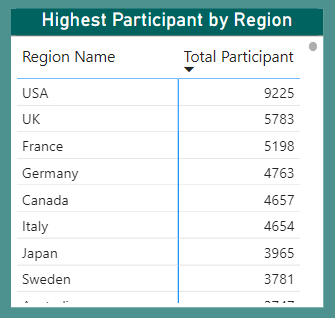 Highest Participant by Region
Region Name Total Participant
USA 9225
UK 5783
France 5198
Germany 4763
Canada 4657
Italy 4654
Japan 3965
Sweden 3781